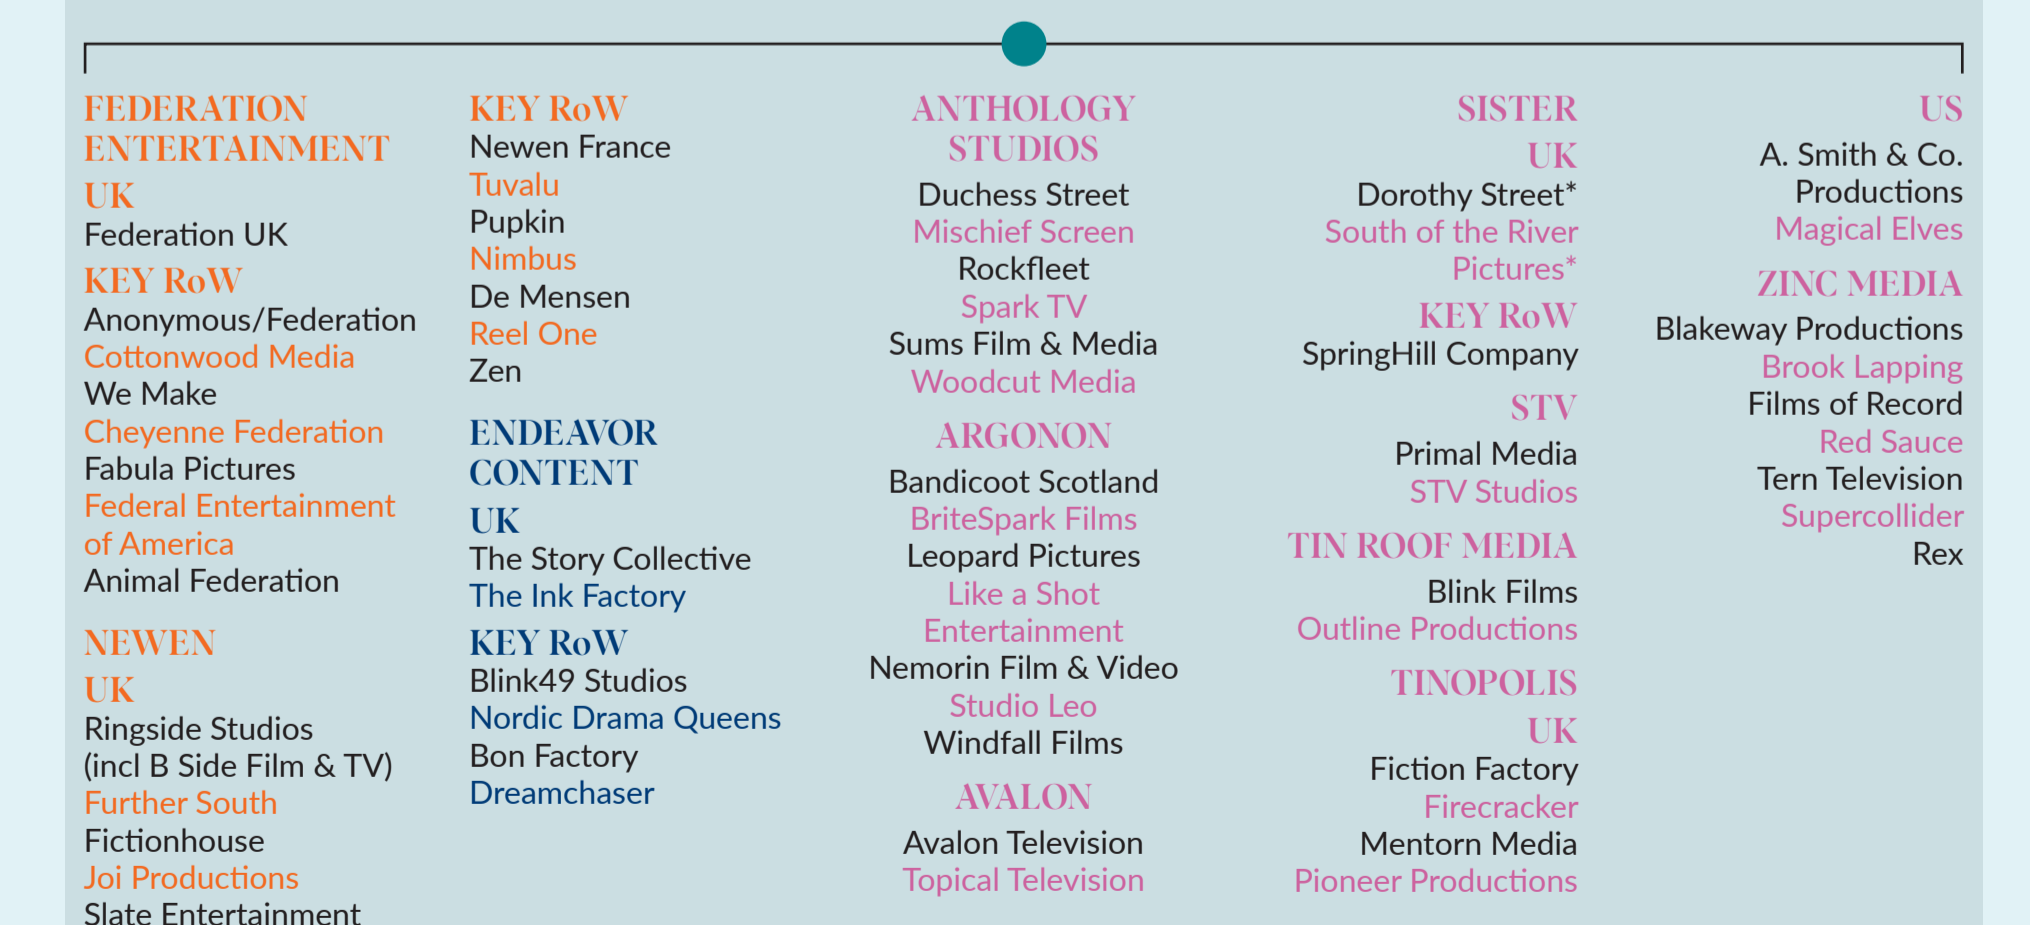 FEDERATION
ENTERTAINMENT
UK
Federation UK
KEY RoW
Anonymous/Federation
Cottonwood Media
We Make
Cheyenne Federation
Fabula Pictures
Federal Entertainment
of America
Animal Federation
NEWEN
UK
Ringside Studios
(incl B Side Film & TV)
Further South
Fictionhouse
Joi Productions
Slate Entertainment
KEY RoW
Newen France
Tuvalu
Pupkin
Nimbus
De Mensen
Reel One
Zen
ENDEAVOR
CONTENT
UK
The Story Collective
The Ink Factory
KEY RoW
Blink49 Studios
Nordic Drama Queens
Bon Factory
Dreamchaser
ANTHOLOGY
STUDIOS
Duchess Street
Mischief Screen
Rockfleet
Spark TV
Sums Film & Media
Woodcut Media
ARGONON
Bandicoot Scotland
BriteSpark Films
Leopard Pictures
Like a Shot
Entertainment
Nemorin Film & Video
Studio Leo
Windfall Films
AVALON
Avalon Television
Topical Television
SISTER
UK
Dorothy Street*
South of the River
Pictures*
KEY RoW
SpringHill Company
STV
Primal Media
STV Studios
TIN ROOF MEDIA
Blink Films
Outline Productions
TINOPOLIS
UK
Fiction Factory
Firecracker
Mentorn Media
Pioneer Productions
US
A. Smith & Co.
Productions
Magical Elves
ZINC MEDIA
Blakeway Productions
Brook Lapping
Films of Record
Red Sauce
Tern Television
Supercollider
Rex